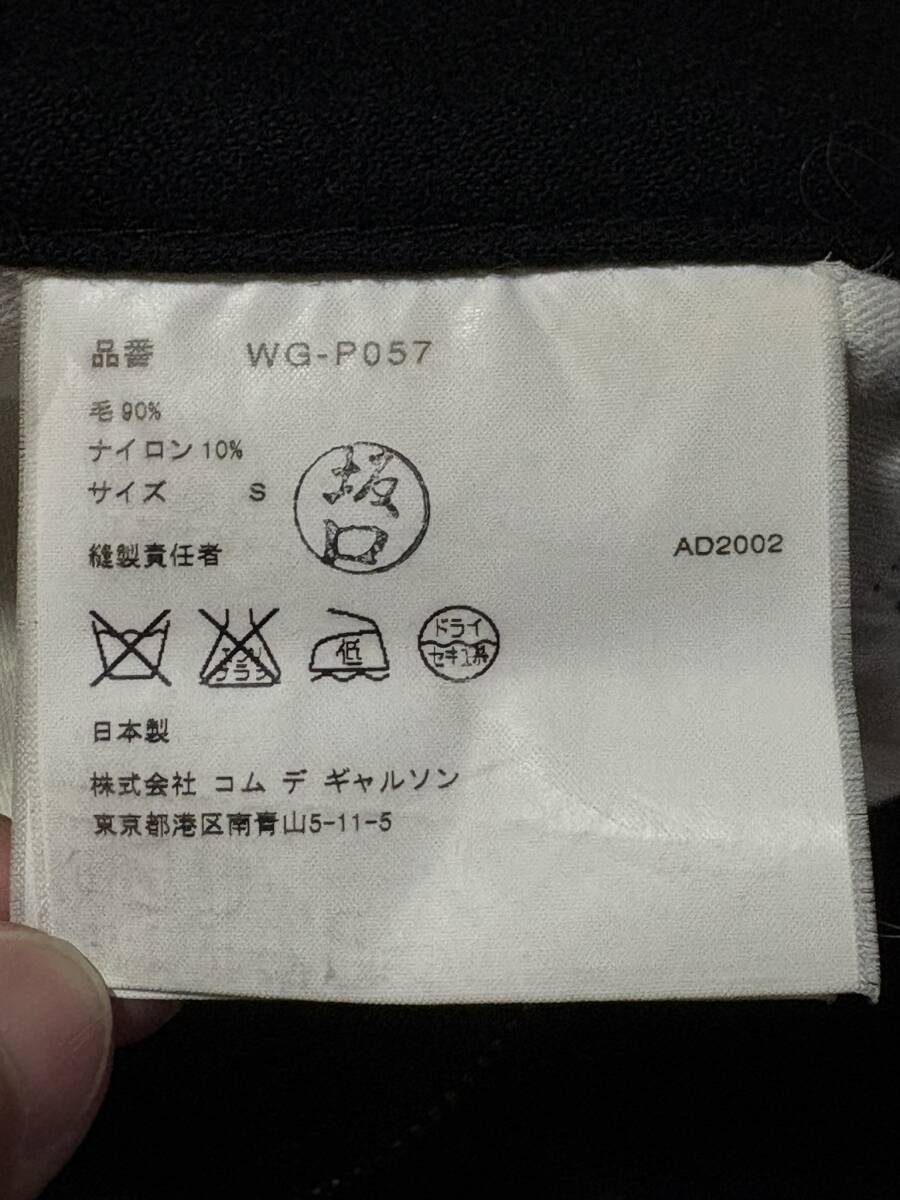 品番 WG-P057
毛 90%
ナイロン 10%
サイズ S
坂口
縫製責任者
AD2002
低
ドライ
セキユ系
日本製
株式会社 コム デ ギャルソン
東京都港区南青山5-11-5